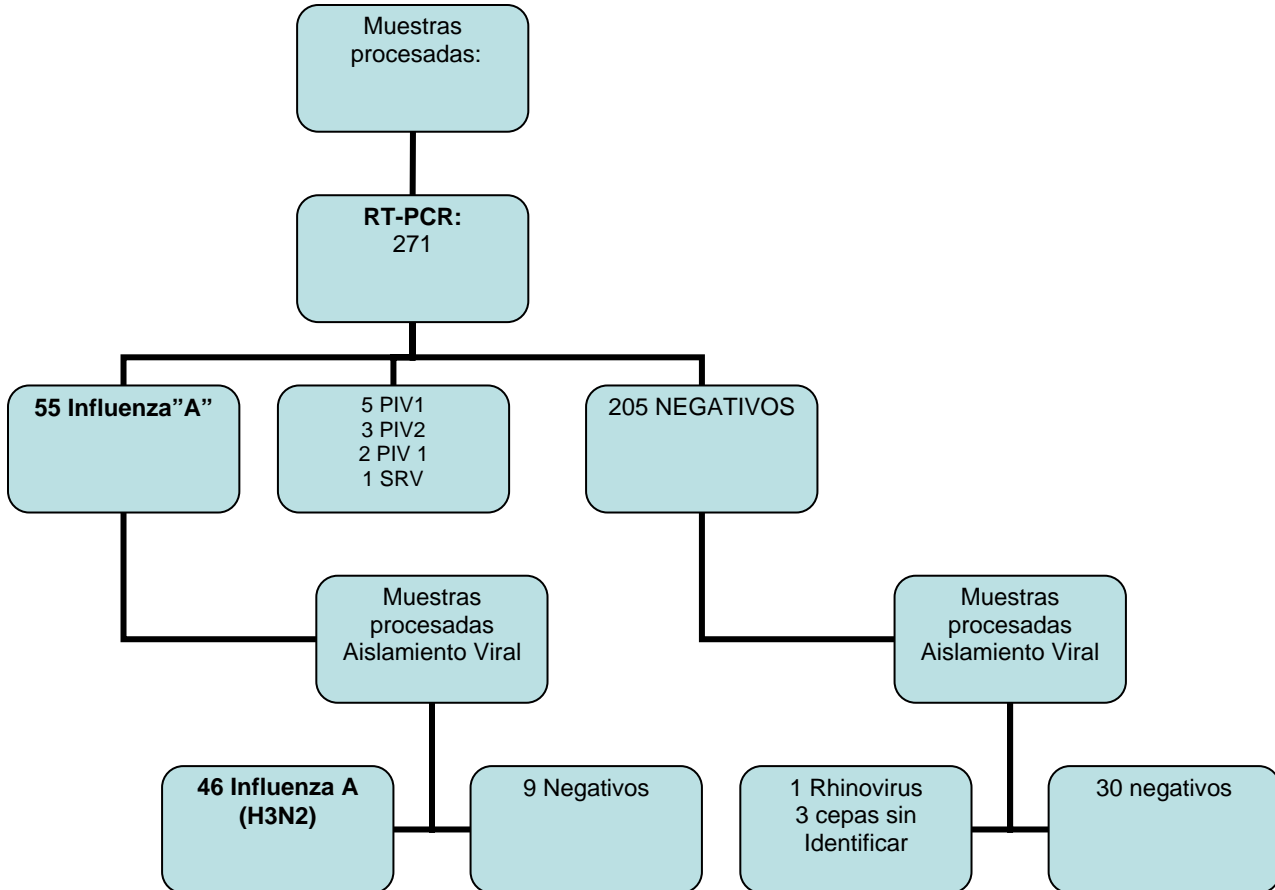 Muestras
procesadas:
RT-PCR:
271
55 Influenza”A”
5 PIV1
3 PIV2
2 PIV 1
1 SRV
205 NEGATIVOS
Muestras
procesadas
Aislamiento Viral
Muestras
procesadas
Aislamiento Viral
46 Influenza A
(H3N2)
9 Negativos
1 Rhinovirus
3 cepas sin
Identificar
30 negativos